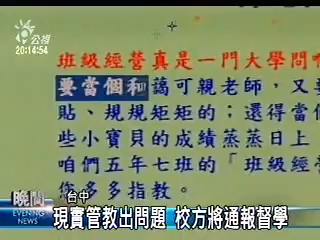 公視
20:14:54
班級經營真是一門大學問
要當個和藹可親老師，又要
貼、規規矩矩的；還得當
些小寶貝的成績蒸蒸日上
咱們五年七班的「班級經營
您多多指教。
晚間
EVENING NEWS
台中
現實管教出問題 校方將通報督學